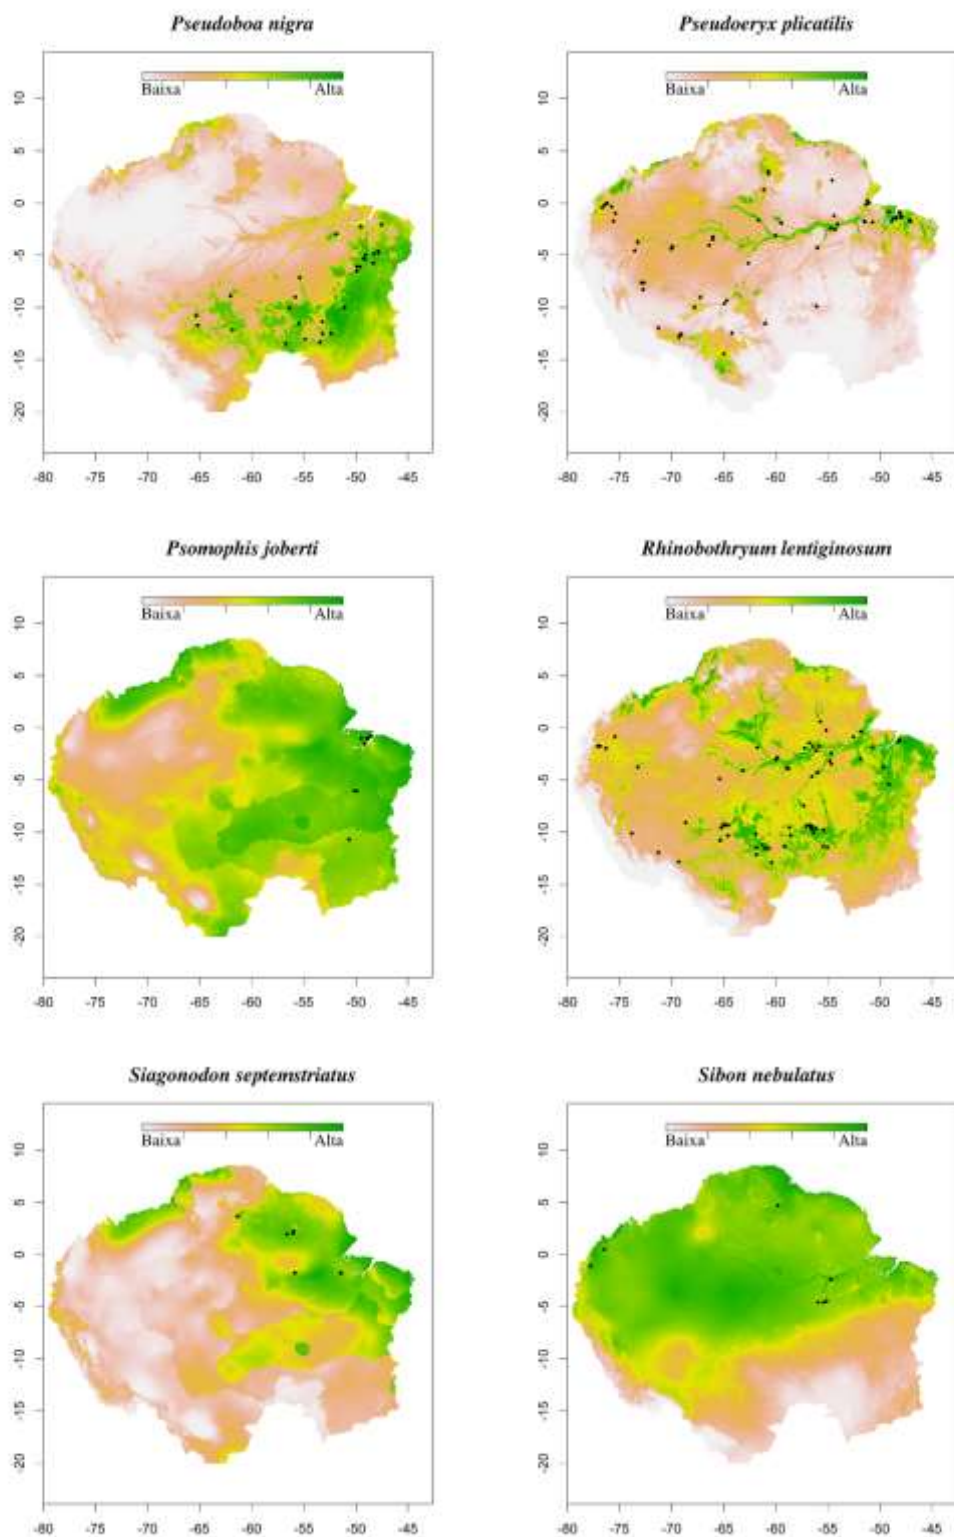 Pseudoboa nigra
Pseudoeryx plicatilis
Baixa Alta
Baixa Alta
10
5
0
-5
-10
-15
-20
10
5
0
-5
-10
-15
-20
-80 -75 -70 -65 -60 -55 -50 -45
-80 -75 -70 -65 -60 -55 -50 -45
Psomophis joberti
Rhinobothryum lentiginosum
Baixa Alta
Baixa Alta
10
5
0
-5
-10
-15
-20
10
5
0
-5
-10
-15
-20
-80 -75 -70 -65 -60 -55 -50 -45
-80 -75 -70 -65 -60 -55 -50 -45
Siagonodon septemstriatus
Sibon nebulatus
Baixa Alta
Baixa Alta
10
5
0
-5
-10
-15
-20
10
5
0
-5
-10
-15
-20
-80 -75 -70 -65 -60 -55 -50 -45
-80 -75 -70 -65 -60 -55 -50 -45